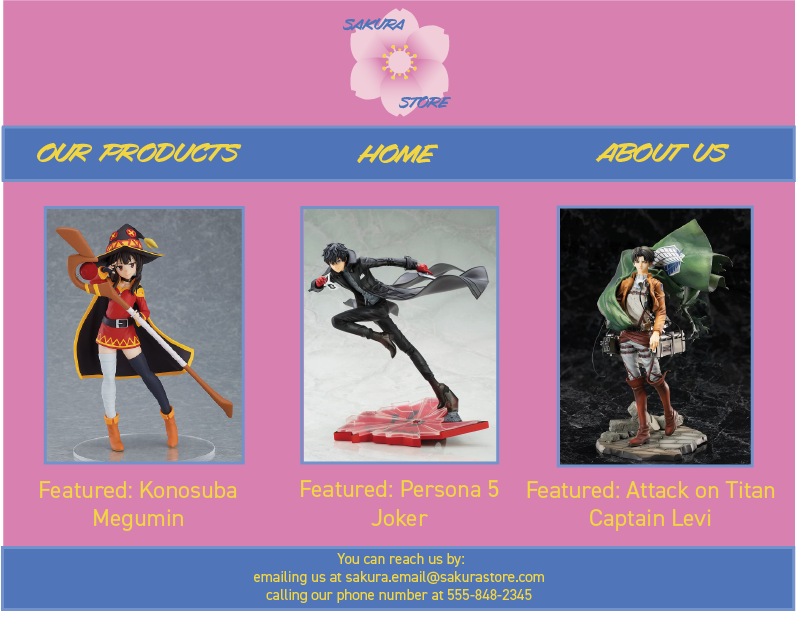 SAKURA
STORE
OUR PRODUCTS
HOME
ABOUT US
Featured: Konosuba
Megumin
Featured: Persona 5
Joker
Featured: Attack on Titan
Captain Levi
You can reach us by:
emailing us at sakura.email@sakurastore.com
calling our phone number at 555-848-2345